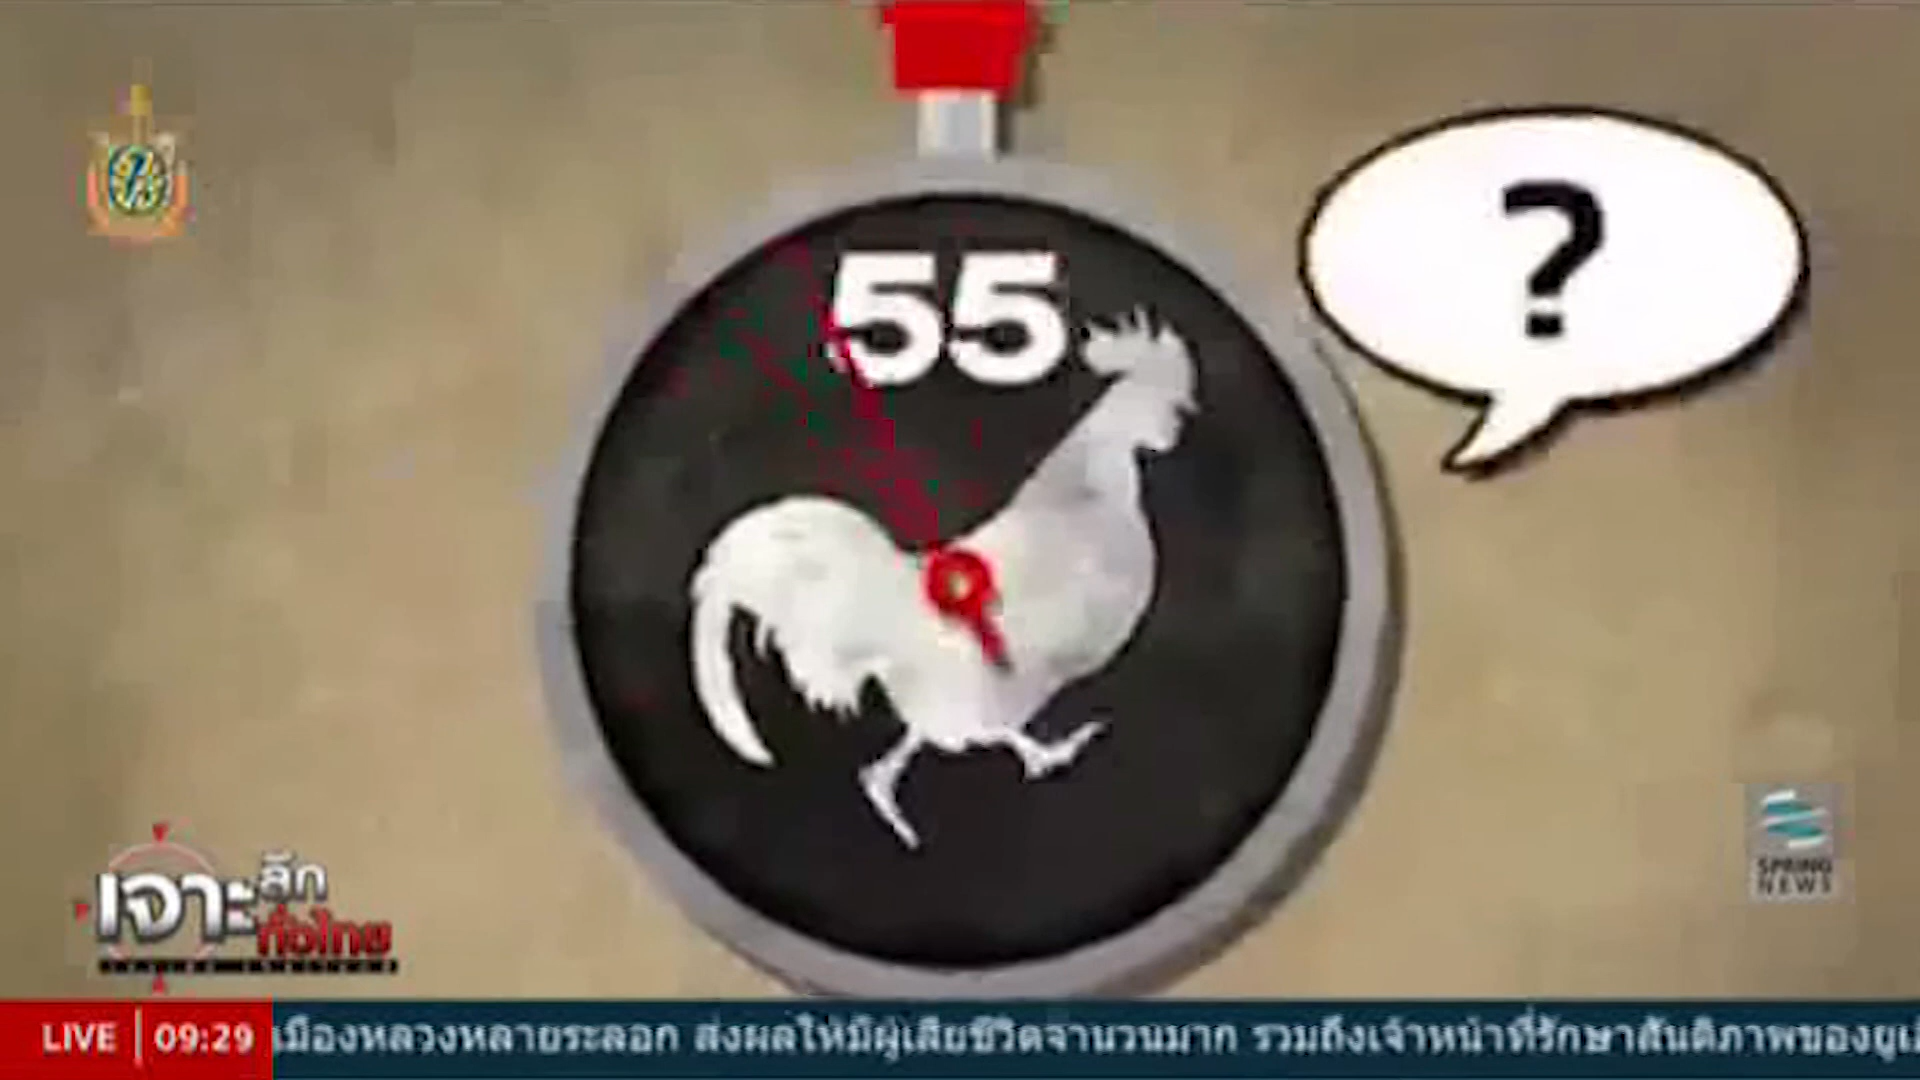 55
?
เจาะลึก
ทั่วไทย
SPRING
NEWS
LIVE 09:29 เมืองหลวงหลายระลอก ส่งผลให้มีผู้เสียชีวิตจำนวนมาก รวมถึงเจ้าหน้าที่รักษาสันติภาพของยูเ